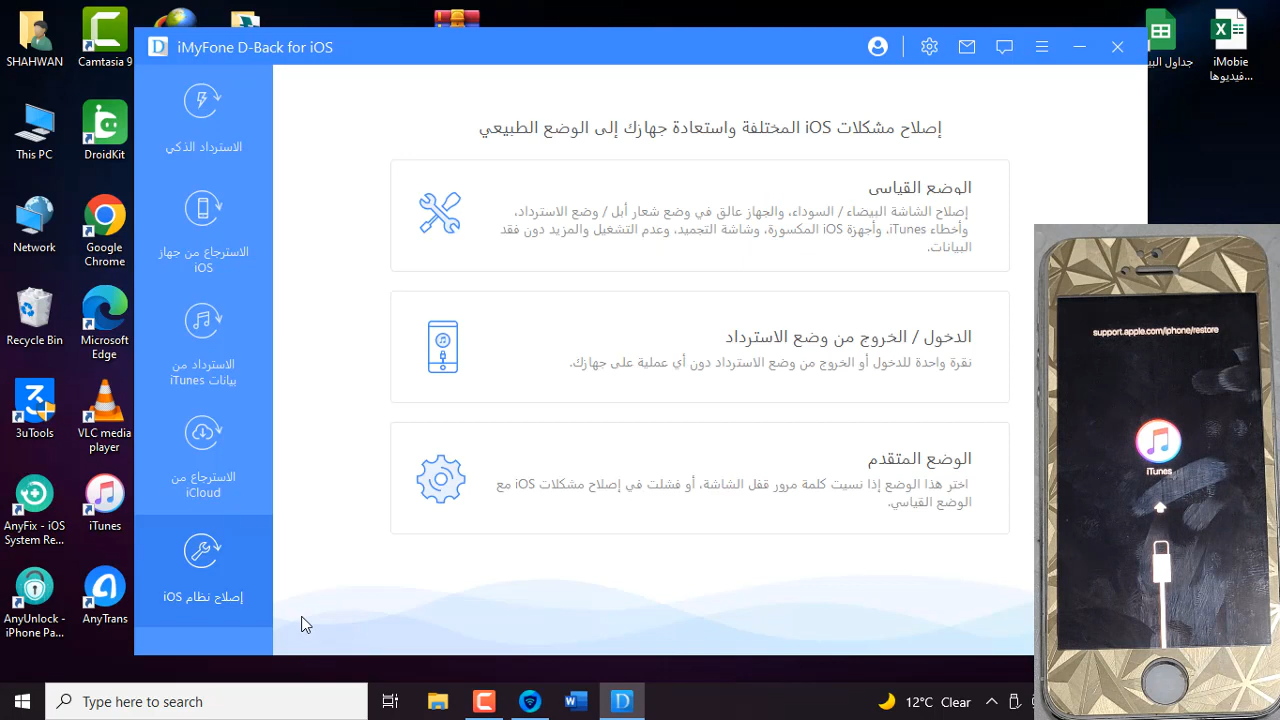 SHAHWAN
Camtasia 9
This PC
DroidKit
Network
Google
Chrome
Recycle Bin
Microsoft
Edge
3uTools
VLC media
player
AnyFix - iOS
System Re...
iTunes
AnyUnlock -
iPhone Pa...
AnyTrans
iMyFone D-Back for iOS
الاسترداد الذكي
الاسترجاع من جهاز
iOS
الاسترداد من
بيانات iTunes
الاسترجاع من
iCloud
إصلاح نظام iOS
إصلاح مشكلات iOS المختلفة واستعادة جهازك إلى الوضع الطبيعي
الوضع القياسي
إصلاح الشاشة البيضاء / السوداء، والجهاز عالق في وضع شعار أبل / وضع الاسترداد،
وأخطاء iTunes، وأجهزة iOS المكسورة، وشاشة التجميد، وعدم التشغيل والمزيد دون فقد
البيانات.
الدخول / الخروج من وضع الاسترداد
نقرة واحدة للدخول أو الخروج من وضع الاسترداد دون أي عملية على جهازك.
الوضع المتقدم
اختر هذا الوضع إذا نسيت كلمة مرور قفل الشاشة، أو فشلت في إصلاح مشكلات iOS مع
الوضع القياسي.
iMobie
فيديوها...
support.apple.com/iphone/restore
iTunes
Type here to search
12°C Clear